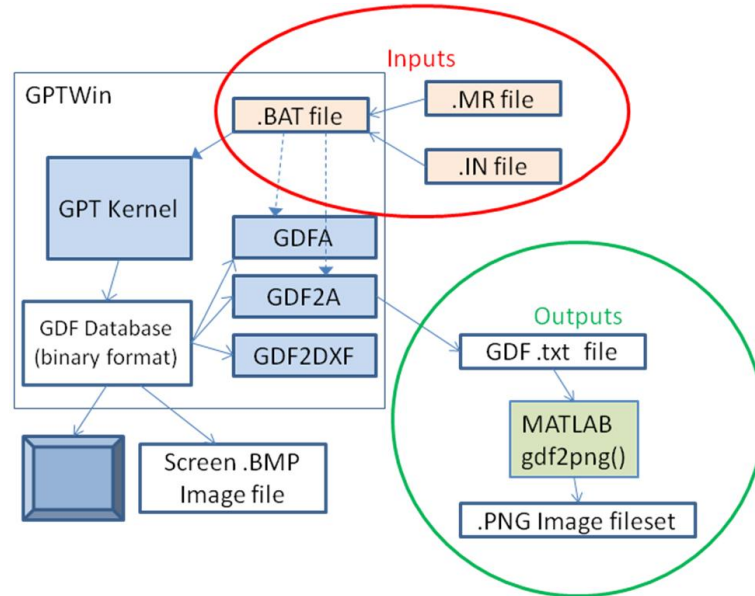 Inputs
GPTWin
.BAT file
.MR file
.IN file
GPT Kernel
GDFA
GDF2A
GDF Database
(binary format)
GDF2DXF
Outputs
GDF .txt file
MATLAB
gdf2png()
Screen .BMP
Image file
.PNG Image fileset